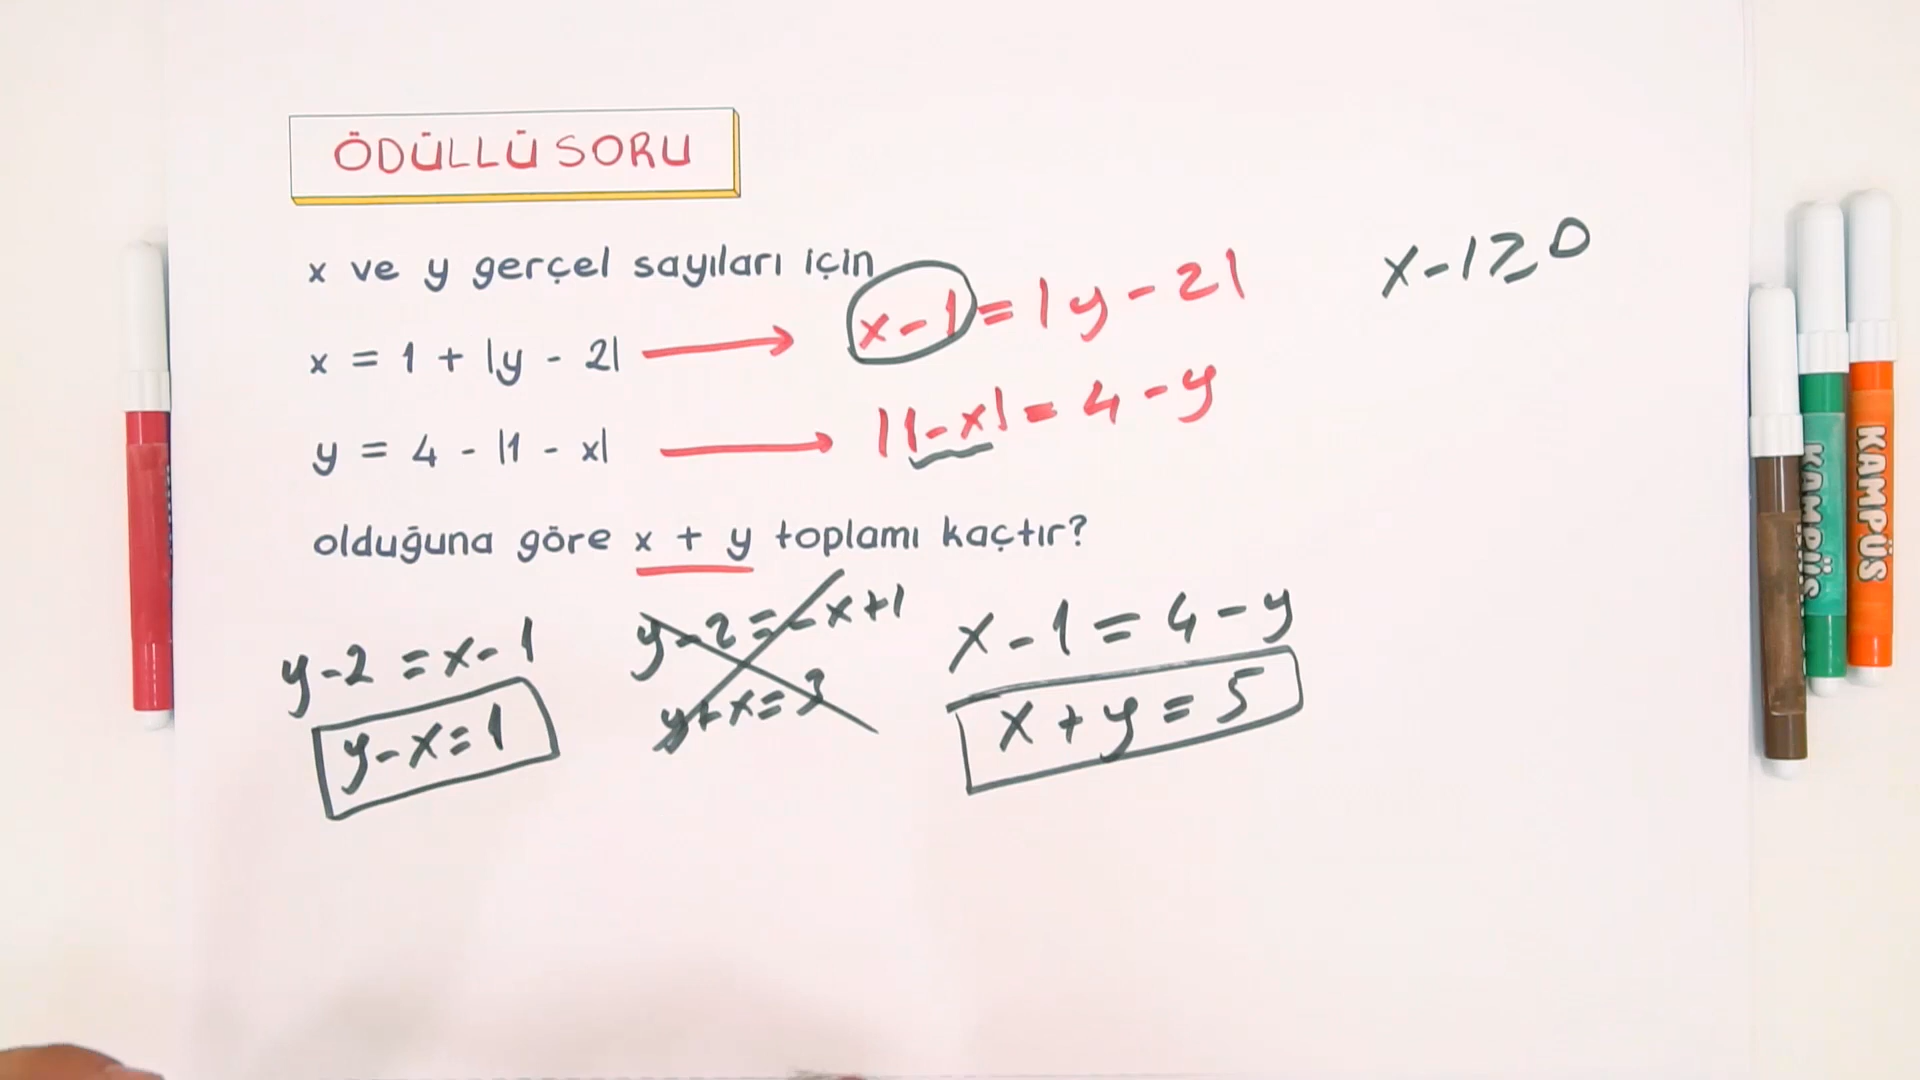 ÖDÜLLÜ SORU
x ve y gerçel sayıları için
x = 1 + |y - 2|
x - 1 = |y - 2|
x - 1 ≥ 0
y = 4 - |1 - x|
|1 - x| = 4 - y
olduğuna göre x + y toplamı kaçtır?
y - 2 = x - 1
y - x = 1
y - 2 = - x + 1
y + x = 3
x - 1 = 4 - y
x + y = 5
KAMPÜS
KAMPÜS